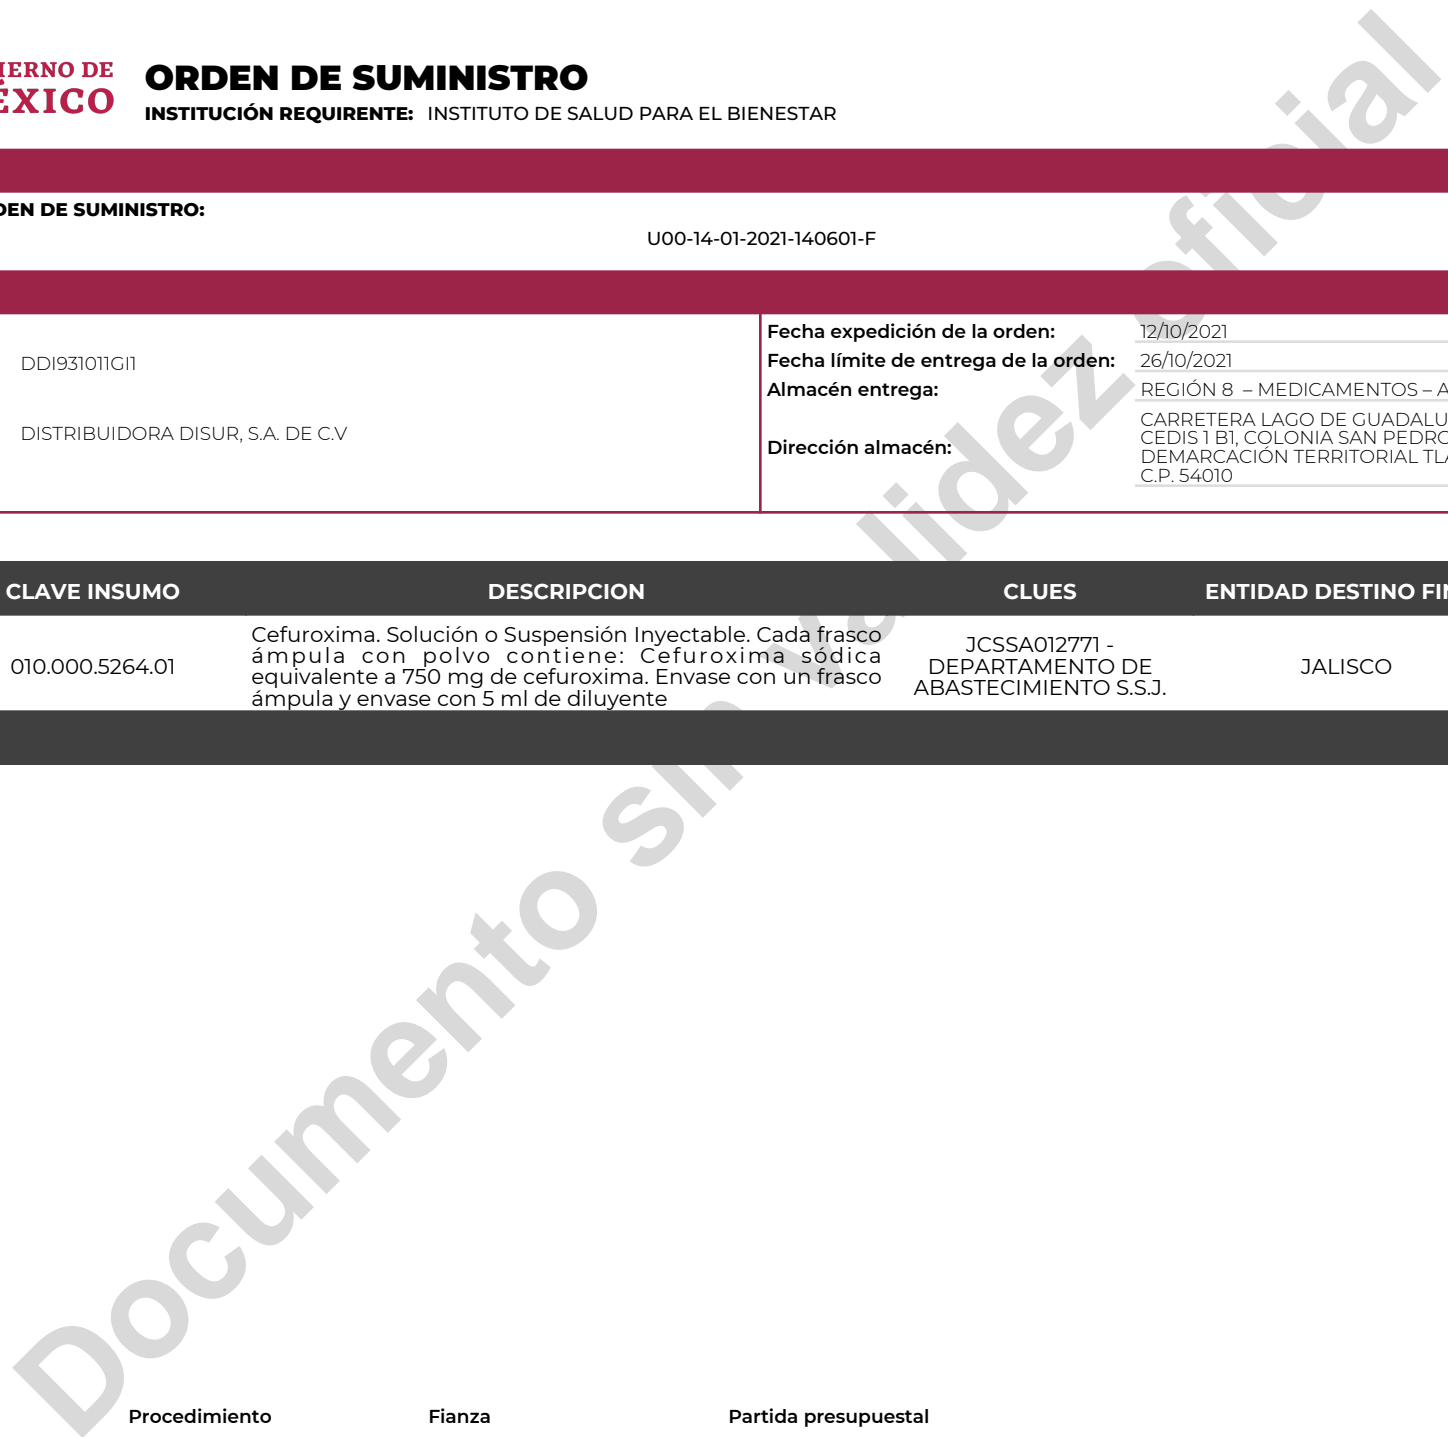 IERNO DE
ÉXICO
ORDEN DE SUMINISTRO
INSTITUCIÓN REQUIRENTE: INSTITUTO DE SALUD PARA EL BIENESTAR
DEN DE SUMINISTRO:
U00-14-01-2021-140601-F
DDI931011GI1
DISTRIBUIDORA DISUR, S.A. DE C.V
Fecha expedición de la orden: 12/10/2021
Fecha límite de entrega de la orden: 26/10/2021
Almacén entrega: REGIÓN 8 – MEDICAMENTOS – A
Dirección almacén:
CARRETERA LAGO DE GUADALU
CEDIS 1 B1, COLONIA SAN PEDRO
DEMARCACIÓN TERRITORIAL TLA
C.P. 54010
CLAVE INSUMO DESCRIPCION CLUES ENTIDAD DESTINO FIN
010.000.5264.01
Cefuroxima. Solución o Suspensión Inyectable. Cada frasco
ámpula con polvo contiene: Cefuroxima sódica
equivalente a 750 mg de cefuroxima. Envase con un frasco
ámpula y envase con 5 ml de diluyente
JCSSA012771 -
DEPARTAMENTO DE
ABASTECIMIENTO S.S.J.
JALISCO
Documento sin validez oficial
Procedimiento Fianza Partida presupuestal